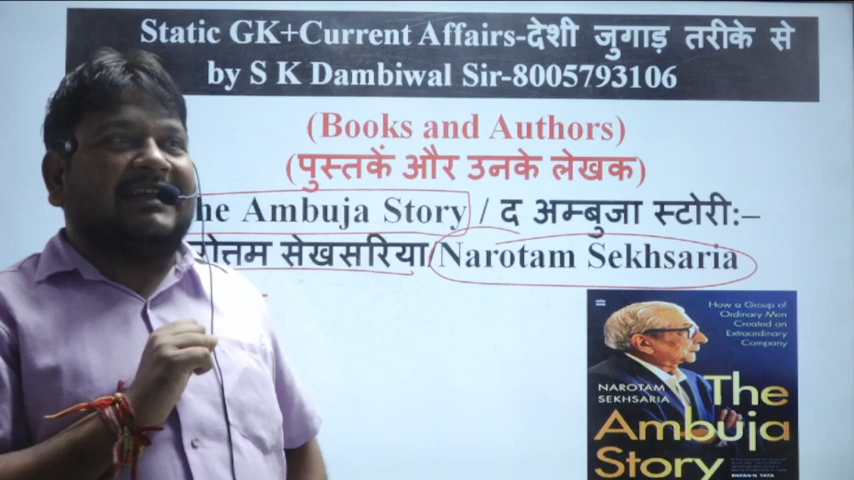 Static GK+Current Affairs-देशी जुगाड़ तरीके से
by S K Dambiwal Sir-8005793106
(Books and Authors)
(पुस्तकें और उनके लेखक)
he Ambuja Story / द अम्बुजा स्टोरी:–
रोत्तम सेखसरिया/Narotam Sekhsaria
How a Group of
Ordinary Men
Created an
Extraordinary
Company
NAROTAM
SEKHSARIA
The
Ambuja
Story
RATAN N TATA